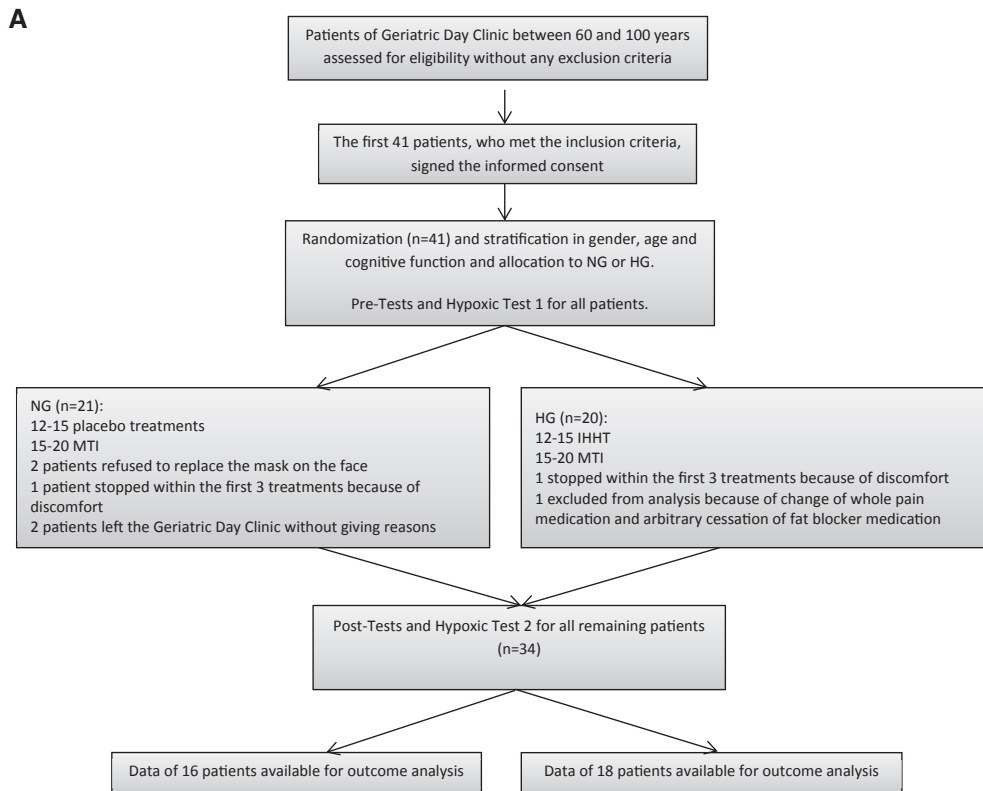 A
Patients of Geriatric Day Clinic between 60 and 100 years
assessed for eligibility without any exclusion criteria
The first 41 patients, who met the inclusion criteria,
signed the informed consent
Randomization (n=41) and stratification in gender, age and
cognitive function and allocation to NG or HG.
Pre-Tests and Hypoxic Test 1 for all patients.
NG (n=21):
12-15 placebo treatments
15-20 MTI
2 patients refused to replace the mask on the face
1 patient stopped within the first 3 treatments because of
discomfort
2 patients left the Geriatric Day Clinic without giving reasons
HG (n=20):
12-15 IHHT
15-20 MTI
1 stopped within the first 3 treatments because of discomfort
1 excluded from analysis because of change of whole pain
medication and arbitrary cessation of fat blocker medication
Post-Tests and Hypoxic Test 2 for all remaining patients
(n=34)
Data of 16 patients available for outcome analysis
Data of 18 patients available for outcome analysis